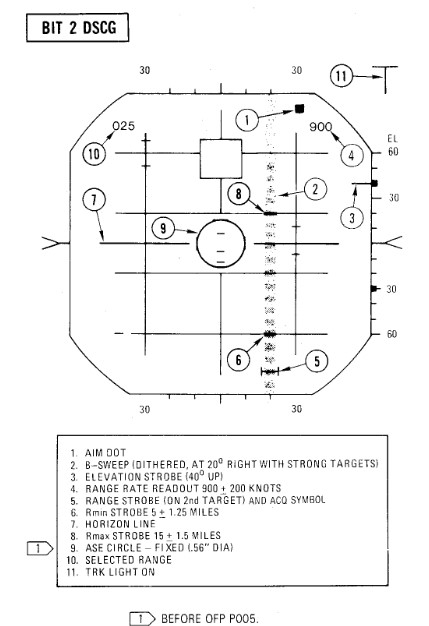 BIT 2 DSCG
30 30
11
1
025 900
EL
10
4
60
8
2
30
7
9
3
30
6
60
5
30 30
1. AIM DOT
2. B-SWEEP (DITHERED, AT 20° RIGHT WITH STRONG TARGETS)
3. ELEVATION STROBE (40° UP)
4. RANGE RATE READOUT 900 ± 200 KNOTS
5. RANGE STROBE (ON 2nd TARGET) AND ACQ SYMBOL
6. Rmin STROBE 5 ± 1.25 MILES
7. HORIZON LINE
8. Rmax STROBE 15 ± 1.5 MILES
9. ASE CIRCLE – FIXED (.56" DIA)
10. SELECTED RANGE
11. TRK LIGHT ON
1
1 BEFORE OFP P005.